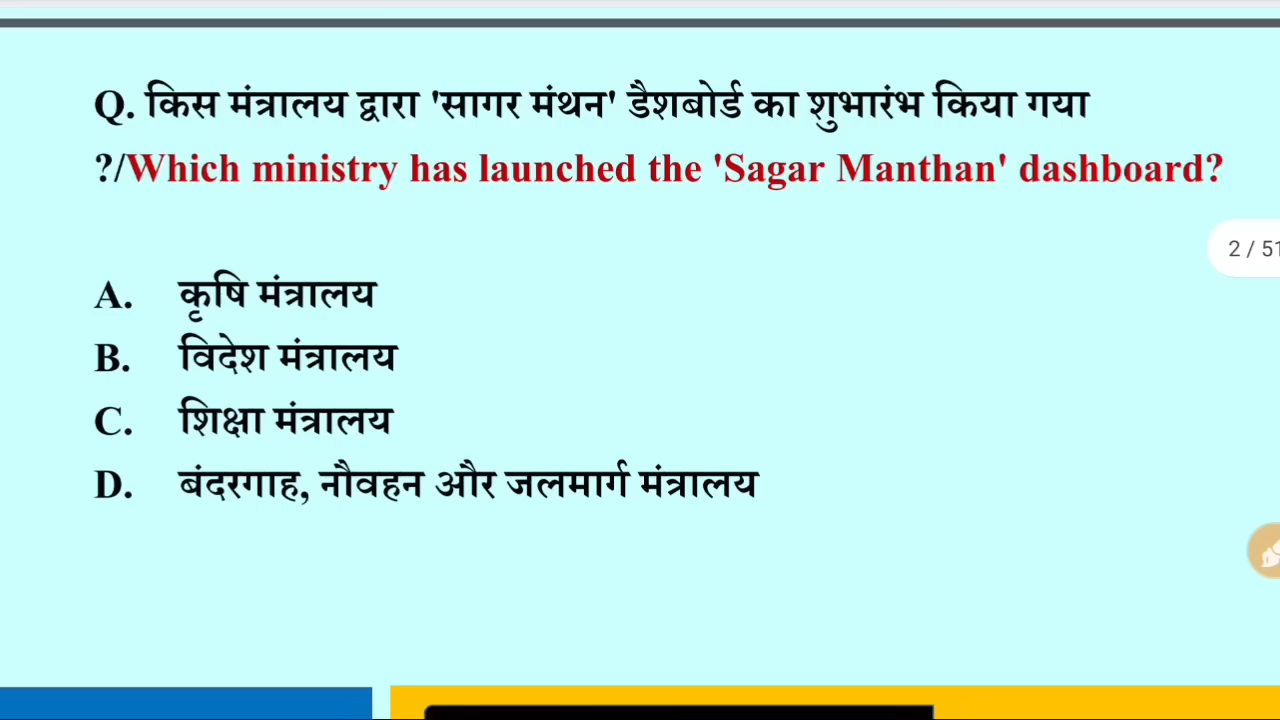 Q. किस मंत्रालय द्वारा 'सागर मंथन' डैशबोर्ड का शुभारंभ किया गया
?/Which ministry has launched the 'Sagar Manthan' dashboard?
2 / 51
A. कृषि मंत्रालय
B. विदेश मंत्रालय
C. शिक्षा मंत्रालय
D. बंदरगाह, नौवहन और जलमार्ग मंत्रालय